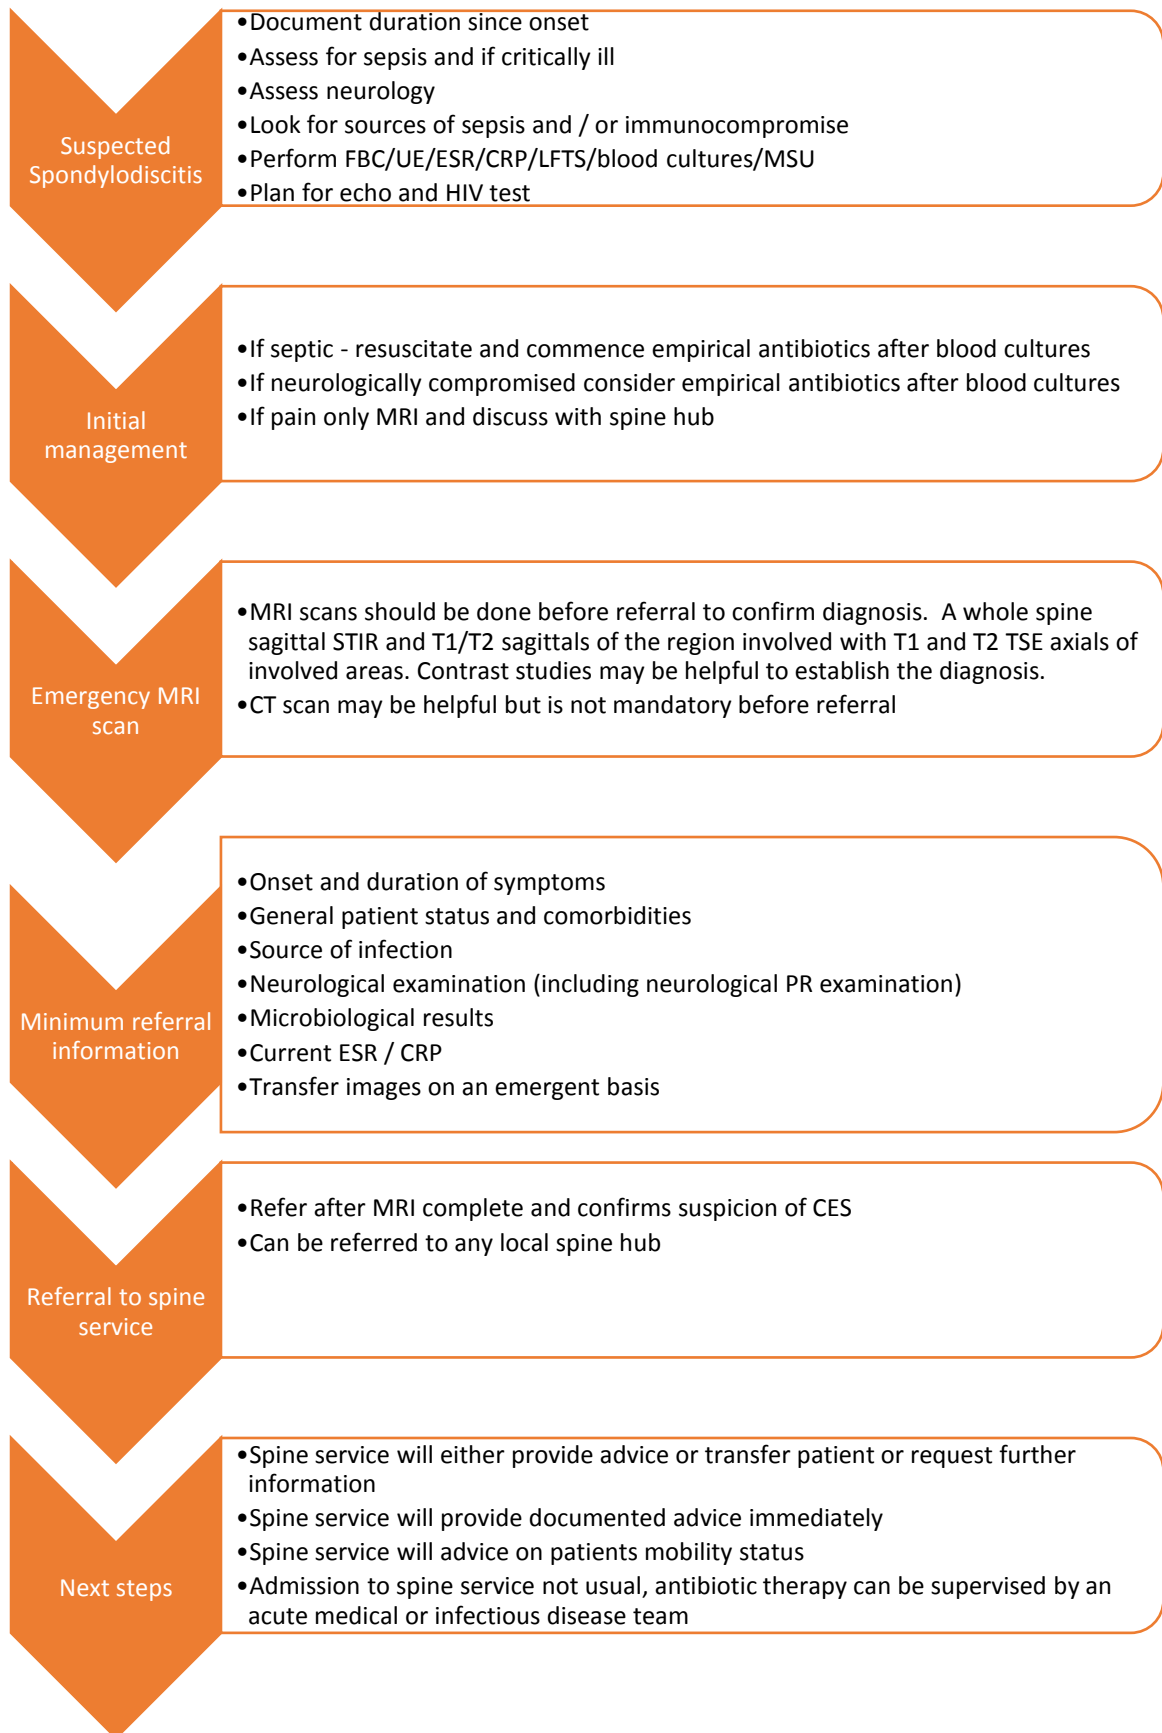 Suspected
Spondylodiscitis
•Document duration since onset
•Assess for sepsis and if critically ill
•Assess neurology
•Look for sources of sepsis and / or immunocompromise
•Perform FBC/UE/ESR/CRP/LFTS/blood cultures/MSU
•Plan for echo and HIV test
Initial
management
•If septic - resuscitate and commence empirical antibiotics after blood cultures
•If neurologically compromised consider empirical antibiotics after blood cultures
•If pain only MRI and discuss with spine hub
Emergency MRI
scan
•MRI scans should be done before referral to confirm diagnosis.  A whole spine
sagittal STIR and T1/T2 sagittals of the region involved with T1 and T2 TSE axials of
involved areas. Contrast studies may be helpful to establish the diagnosis.
•CT scan may be helpful but is not mandatory before referral
Minimum referral
information
•Onset and duration of symptoms
•General patient status and comorbidities
•Source of infection
•Neurological examination (including neurological PR examination)
•Microbiological results
•Current ESR / CRP
•Transfer images on an emergent basis
Referral to spine
service
•Refer after MRI complete and confirms suspicion of CES
•Can be referred to any local spine hub
Next steps
•Spine service will either provide advice or transfer patient or request further
information
•Spine service will provide documented advice immediately
•Spine service will advice on patients mobility status
•Admission to spine service not usual, antibiotic therapy can be supervised by an
acute medical or infectious disease team